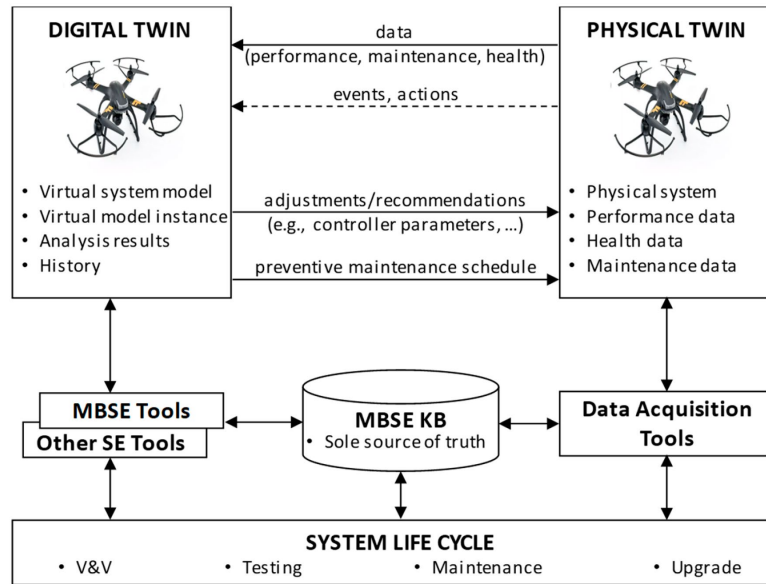 DIGITAL TWIN
• Virtual system model
• Virtual model instance
• Analysis results
• History
data
(performance, maintenance, health)
events, actions
adjustments/recommendations
(e.g., controller parameters, ...)
preventive maintenance schedule
PHYSICAL TWIN
• Physical system
• Performance data
• Health data
• Maintenance data
MBSE Tools
Other SE Tools
MBSE KB
• Sole source of truth
Data Acquisition
Tools
SYSTEM LIFE CYCLE
• V&V • Testing • Maintenance • Upgrade